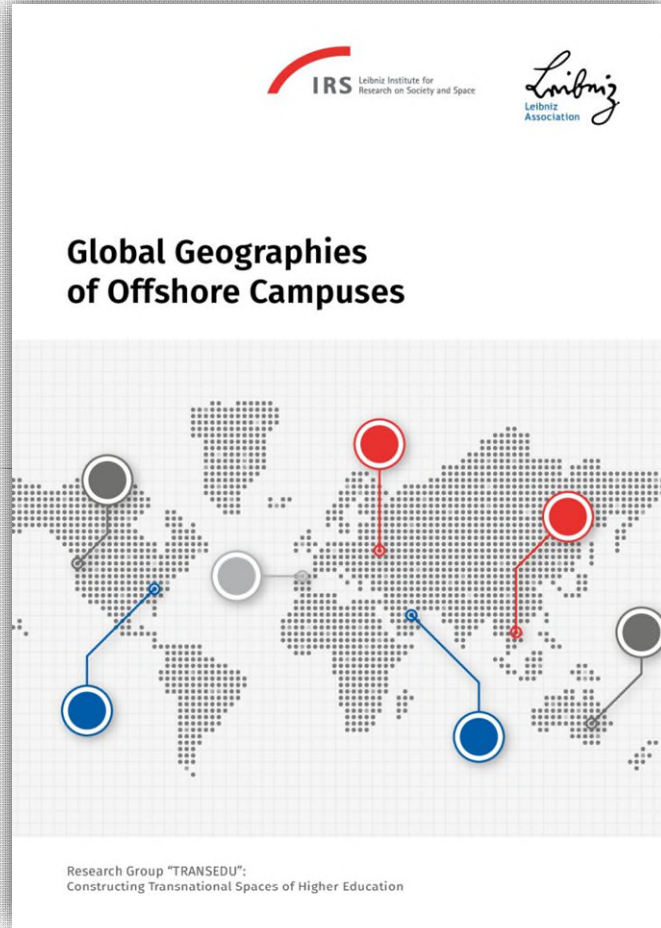 IRS
Leibniz Institute for
Research on Society and Space
Leibniz
Leibniz
Association
Global Geographies
of Offshore Campuses
Research Group "TRANSEDU":
Constructing Transnational Spaces of Higher Education